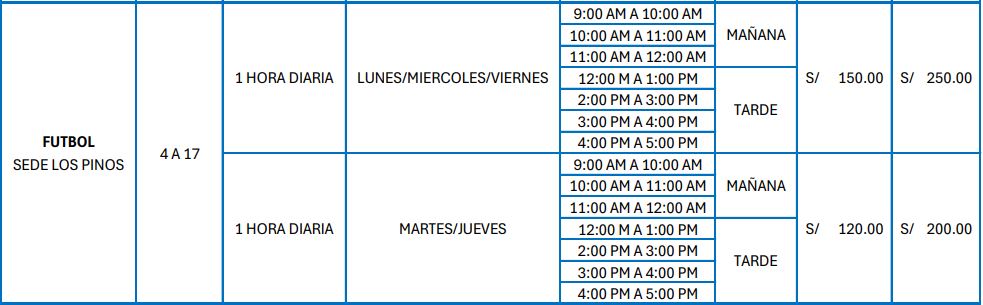 FUTBOL
SEDE LOS PINOS
4 A 17
1 HORA DIARIA
LUNES/MIERCOLES/VIERNES
9:00 AM A 10:00 AM
10:00 AM A 11:00 AM
11:00 AM A 12:00 AM
MAÑANA
12:00 M A 1:00 PM
2:00 PM A 3:00 PM
3:00 PM A 4:00 PM
4:00 PM A 5:00 PM
TARDE
S/ 150.00
S/ 250.00
1 HORA DIARIA
MARTES/JUEVES
9:00 AM A 10:00 AM
10:00 AM A 11:00 AM
11:00 AM A 12:00 AM
MAÑANA
12:00 M A 1:00 PM
2:00 PM A 3:00 PM
3:00 PM A 4:00 PM
4:00 PM A 5:00 PM
TARDE
S/ 120.00
S/ 200.00